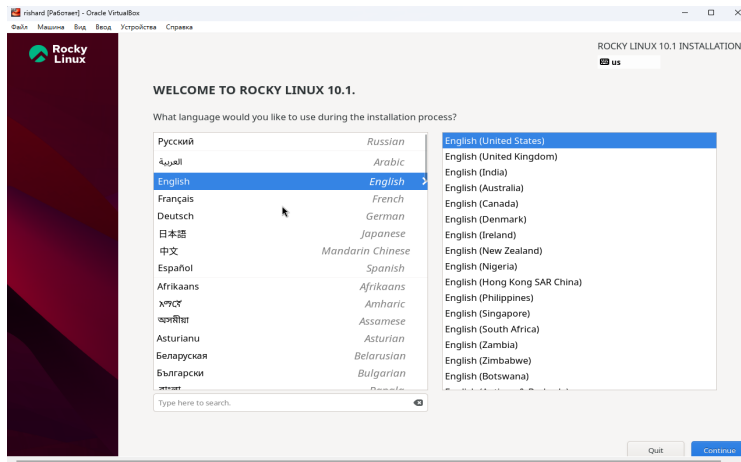 rishard [Работает] - Oracle VirtualBox
Файл Машина Вид Ввод Устройства Справка
Rocky Linux
ROCKY LINUX 10.1 INSTALLATION
us
WELCOME TO ROCKY LINUX 10.1.
What language would you like to use during the installation process?
Русский Russian
العربية Arabic
English English
Français French
Deutsch German
日本語 Japanese
中文 Mandarin Chinese
Español Spanish
Afrikaans Afrikaans
አማርኛ Amharic
অসমীয়া Assamese
Asturianu Asturian
Беларуская Belarusian
Български Bulgarian
English (United States)
English (United Kingdom)
English (India)
English (Australia)
English (Canada)
English (Denmark)
English (Ireland)
English (New Zealand)
English (Nigeria)
English (Hong Kong SAR China)
English (Philippines)
English (Singapore)
English (South Africa)
English (Zambia)
English (Zimbabwe)
English (Botswana)
Type here to search.
Quit Continue